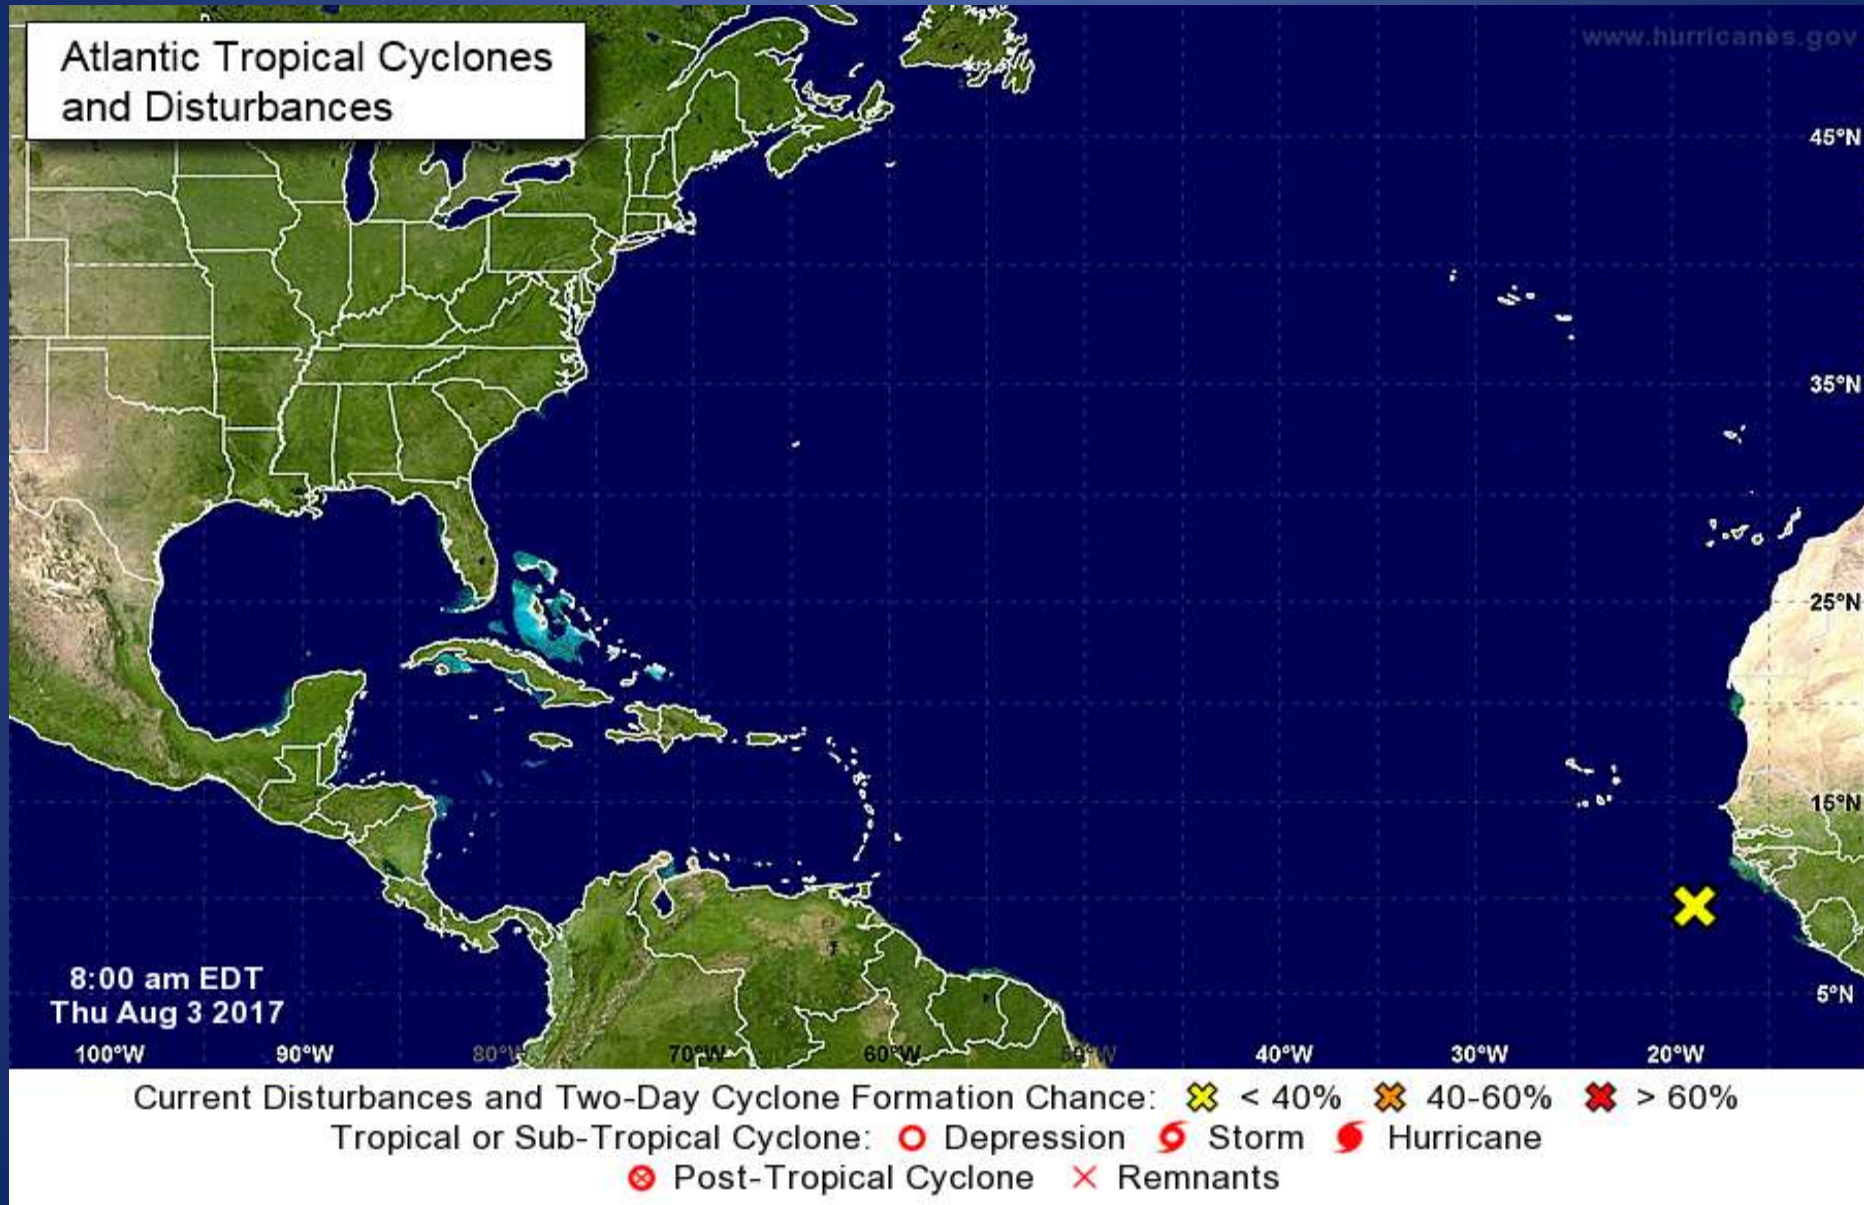 Atlantic Tropical Cyclones
and Disturbances
www.hurricanes.gov
45°N
35°N
25°N
15°N
5°N
8:00 am EDT
Thu Aug 3 2017
100°W 90°W 80°W 70°W 60°W 50°W 40°W 30°W 20°W
Current Disturbances and Two-Day Cyclone Formation Chance: < 40% 40-60% > 60%
Tropical or Sub-Tropical Cyclone: Depression Storm Hurricane
Post-Tropical Cyclone Remnants